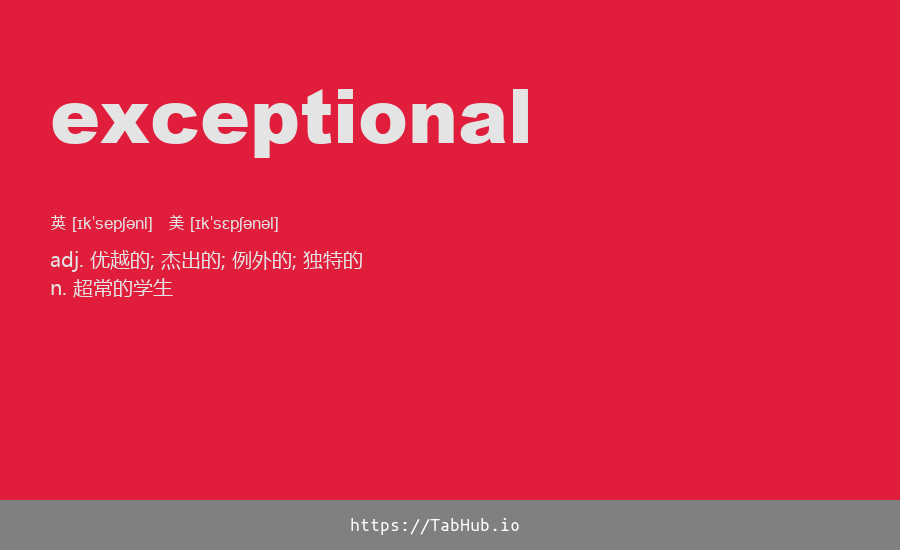 exceptional
英 [ɪkˈsepʃənl] 美 [ɪkˈsɛpʃənəl]
adj. 优越的; 杰出的; 例外的; 独特的
n. 超常的学生
https://TabHub.io